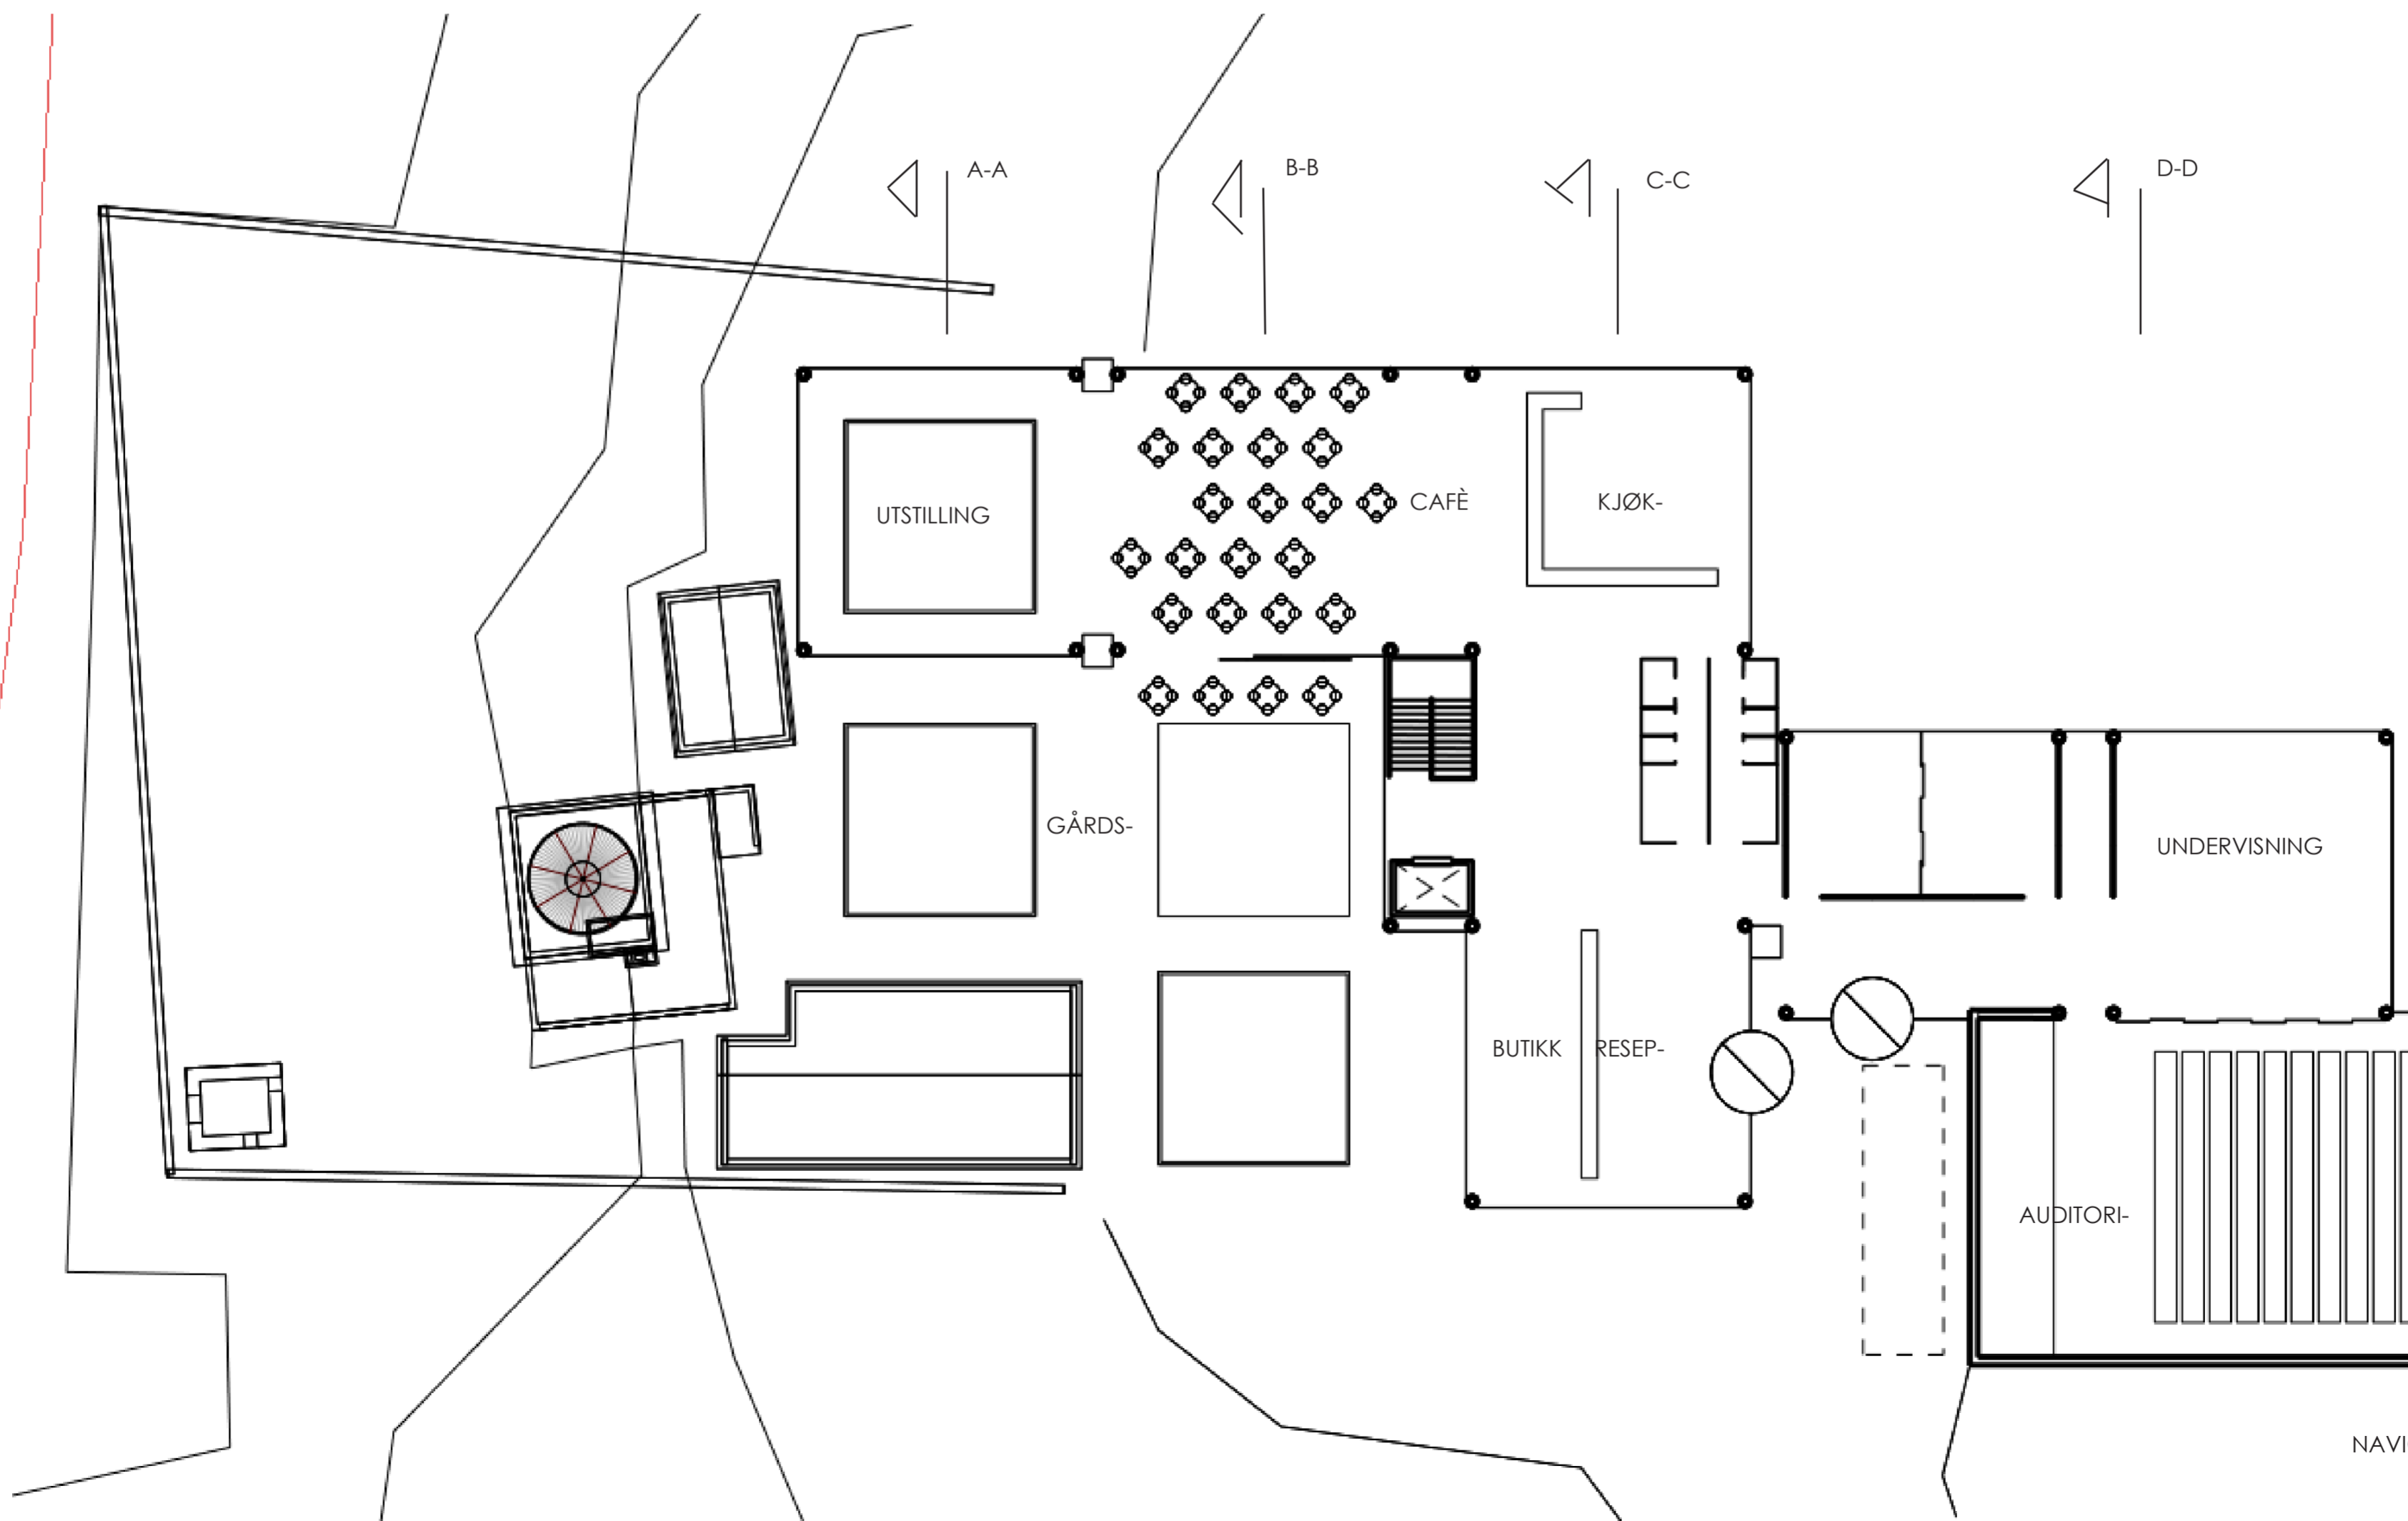 A-A
B-B
C-C
D-D
UTSTILLING
CAFÈ
KJØK-
GÅRDS-
UNDERVISNING
BUTIKK
RESEP-
AUDITORI-
NAVI